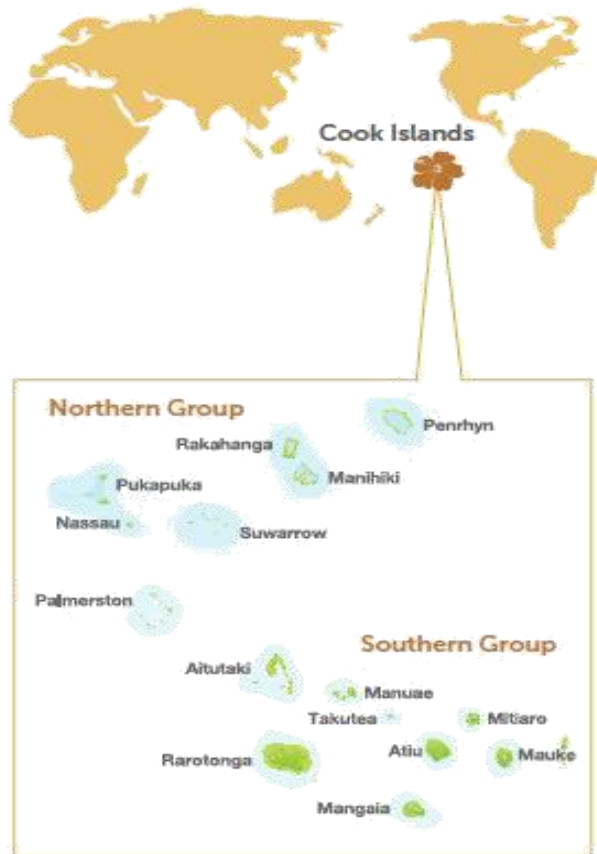 Cook Islands
Northern Group
Penrhyn
Rakahanga
Manihiki
Pukapuka
Nassau
Suwarrow
Palmerston
Southern Group
Aitutaki
Manuae
Takutea
Mitiaro
Rarotonga
Atiu
Mauke
Mangaia